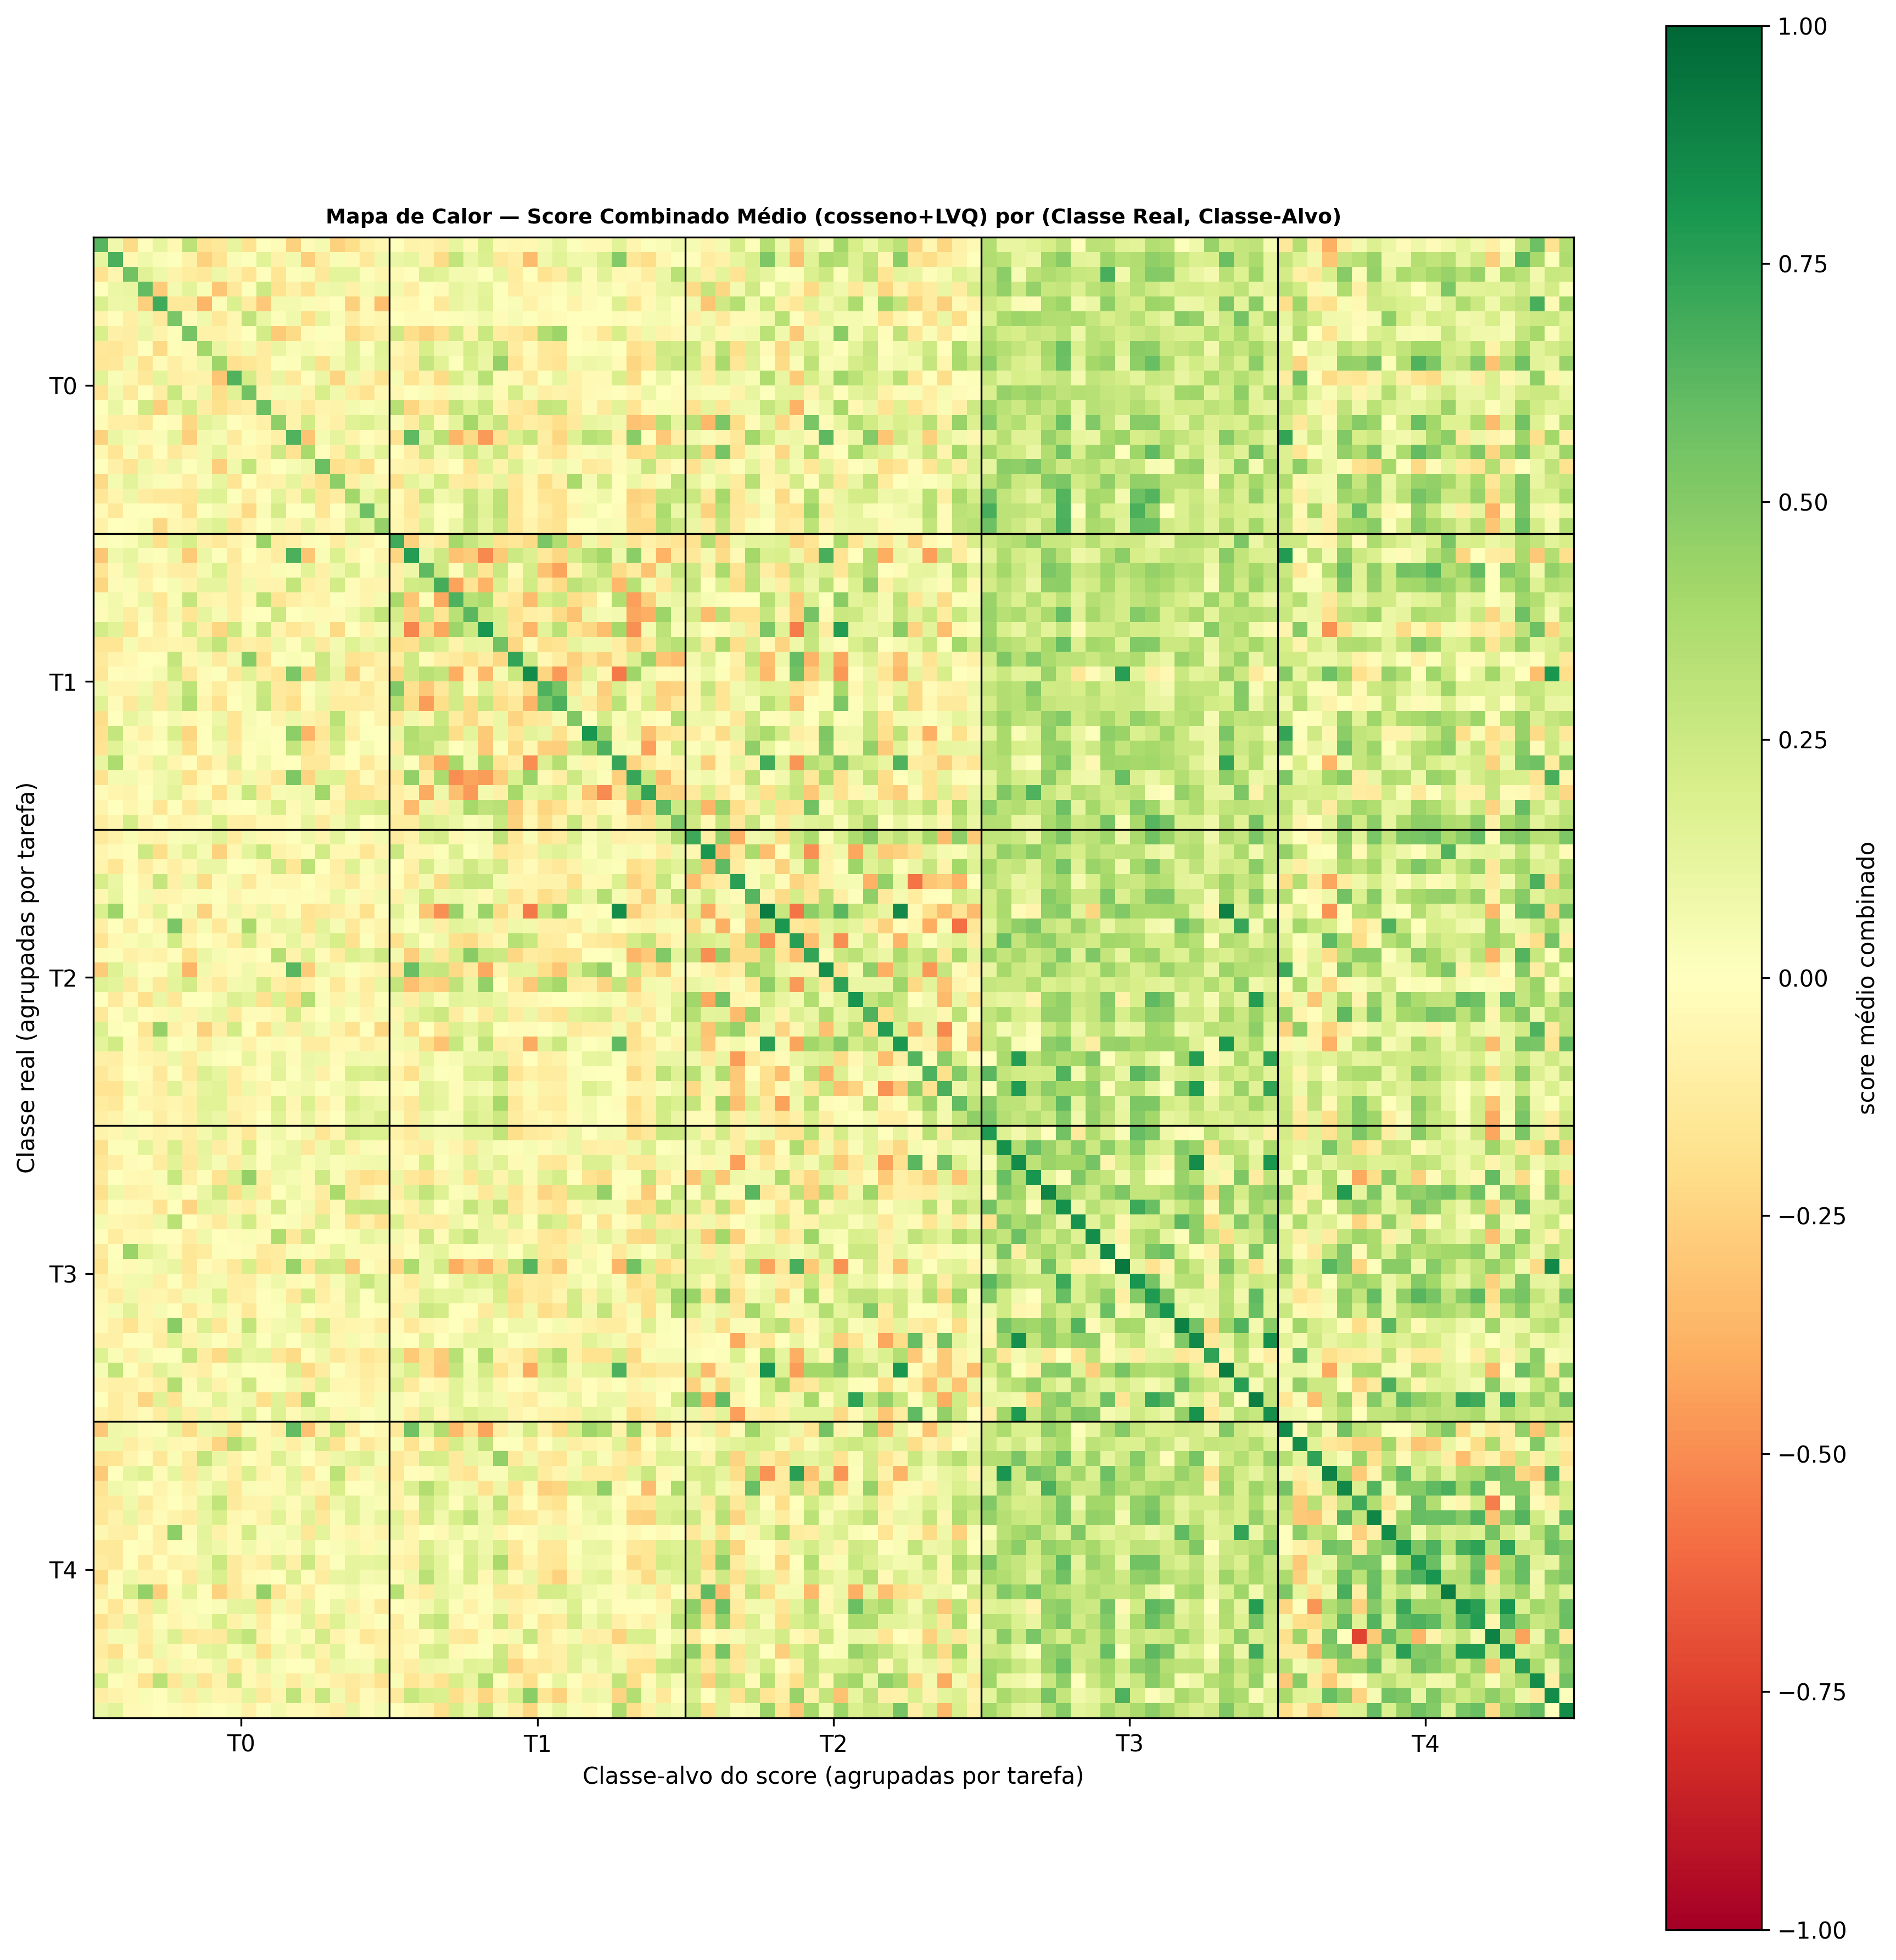 Mapa de Calor — Score Combinado Médio (cosseno+LVQ) por (Classe Real, Classe-Alvo)
Classe real (agrupadas por tarefa)
T0
T1
T2
T3
T4
T0
T1
T2
T3
T4
Classe-alvo do score (agrupadas por tarefa)
1.00
0.75
0.50
0.25
0.00
−0.25
−0.50
−0.75
−1.00
score médio combinado